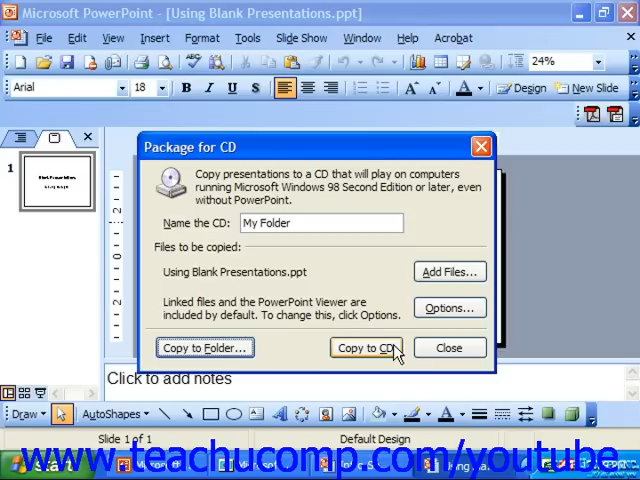 Microsoft PowerPoint - [Using Blank Presentations.ppt]
File Edit View Insert Format Tools Slide Show Window Help Acrobat
24%
Arial 18 B I U S A Design New Slide
Package for CD
1
Copy presentations to a CD that will play on computers
running Microsoft Windows 98 Second Edition or later, even
without PowerPoint.
Name the CD: My Folder
Files to be copied:
Using Blank Presentations.ppt Add Files...
Linked files and the PowerPoint Viewer are
included by default. To change this, click Options. Options...
Copy to Folder... Copy to CD Close
Click to add notes
Draw AutoShapes
Slide 1 of 1 Default Design
www.teachucomp.com/youtube
start